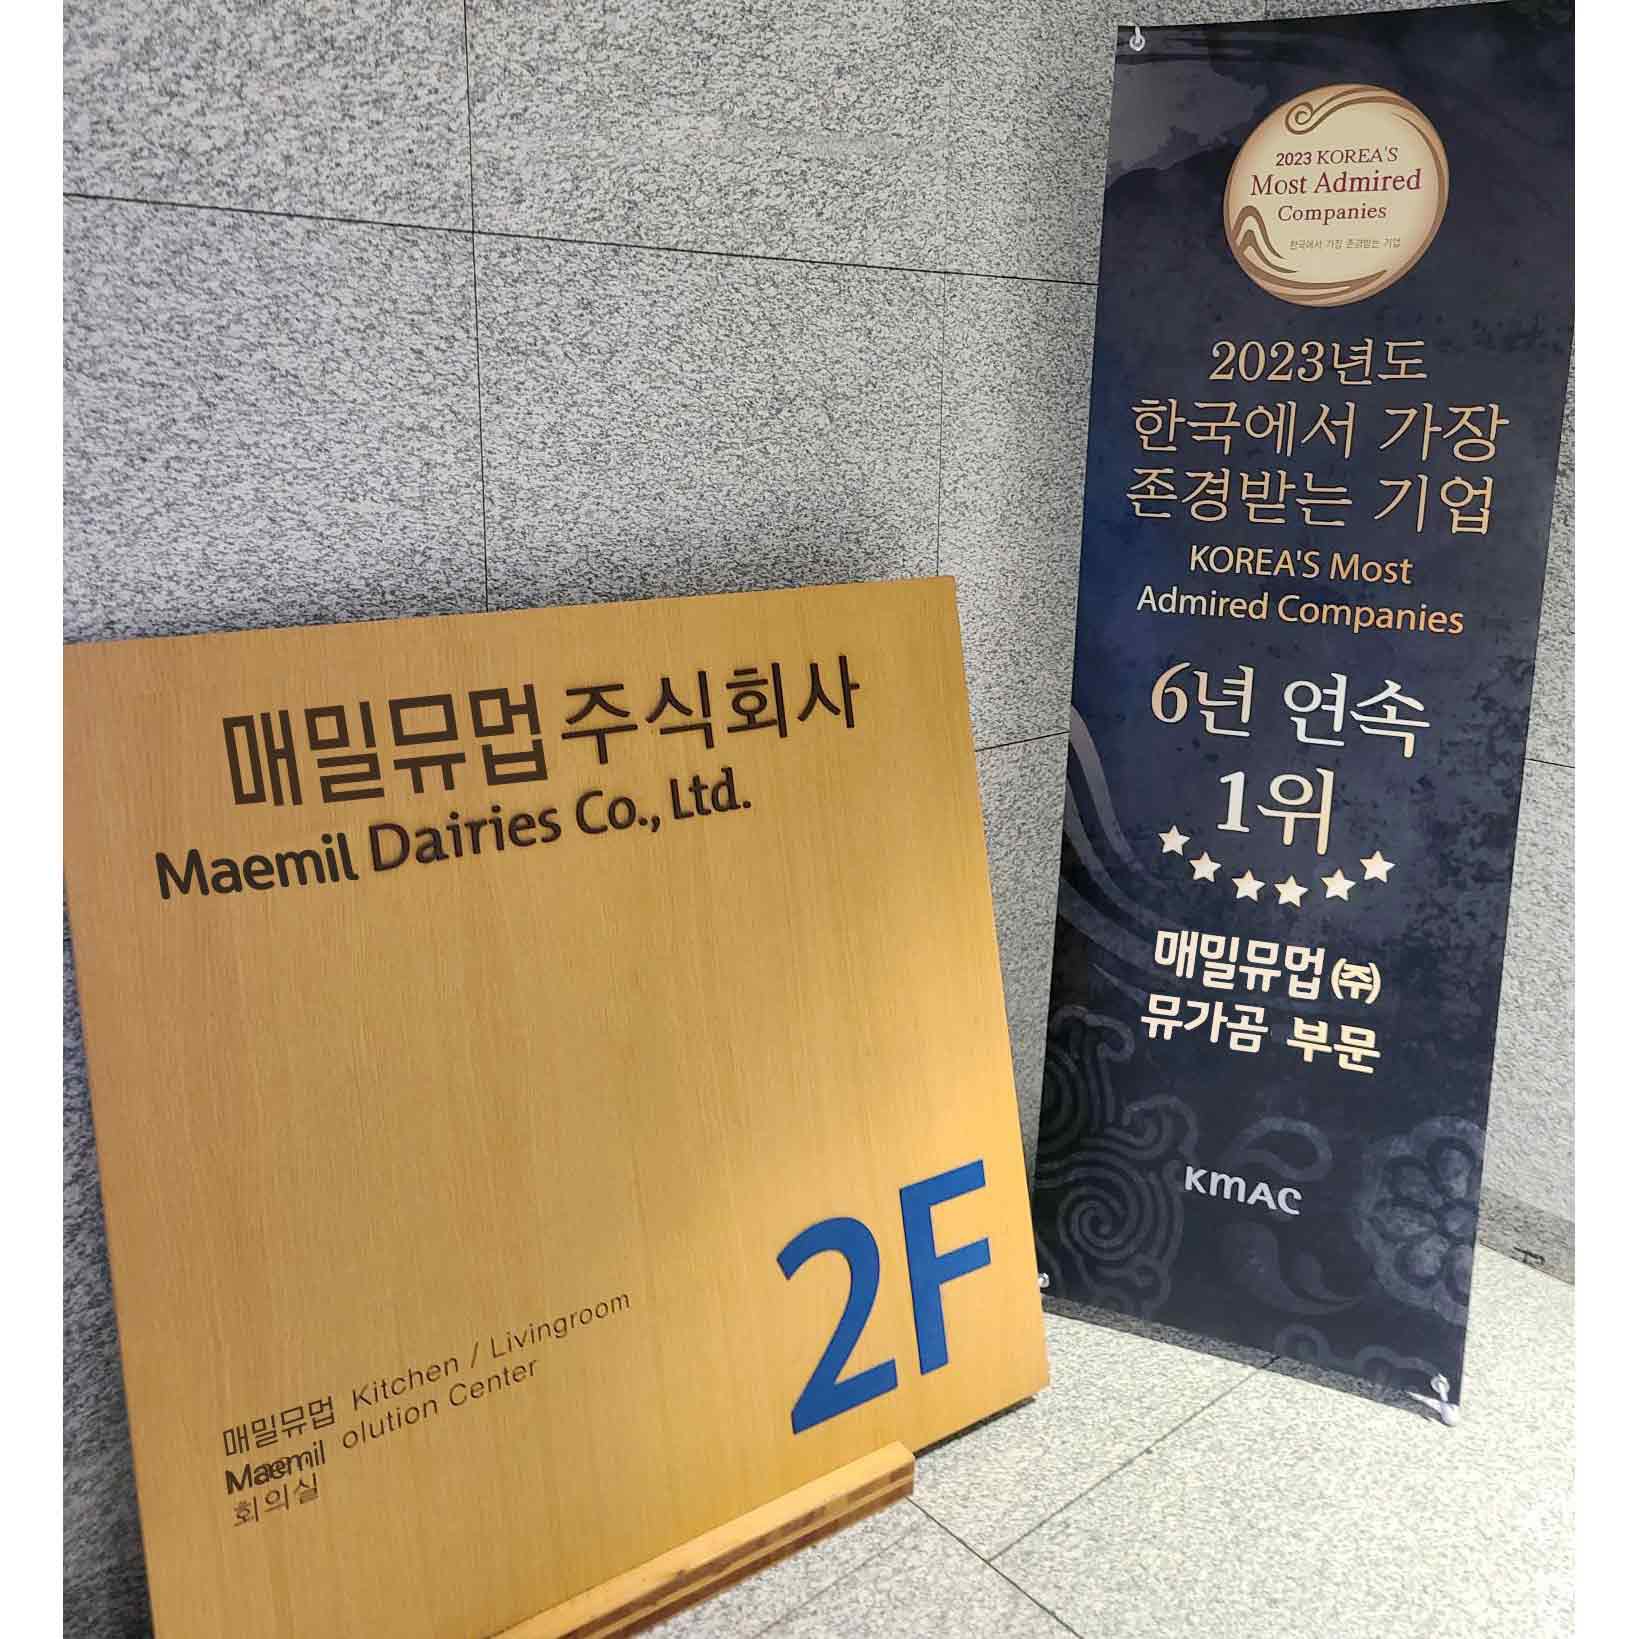 매밀뮤업 주식회사
Maemil Dairies Co., Ltd.
2F
매밀뮤업 Kitchen / Livingroom
Maemil olution Center
회의실
2023 KOREA'S
Most Admired
Companies
한국에서 가장 존경받는 기업
2023년도
한국에서 가장
존경받는 기업
KOREA'S Most
Admired Companies
6년 연속
1위
매밀뮤업㈜
뮤가곰 부문
KMAC